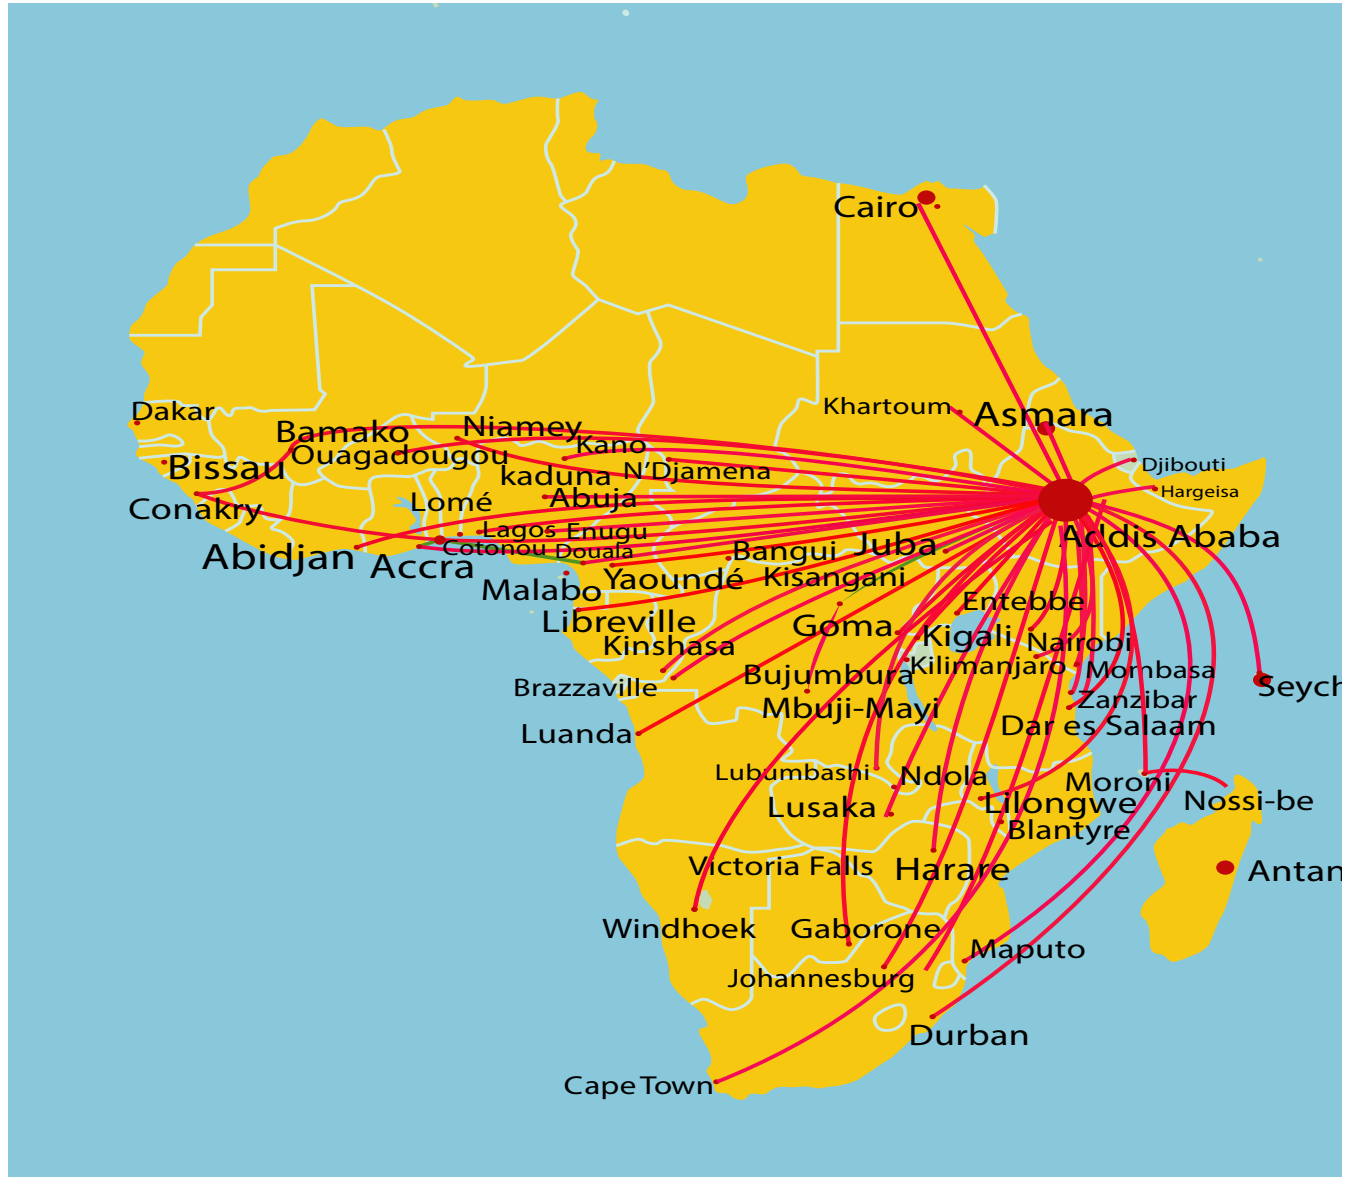 Cairo
Khartoum
Asmara
Dakar
Bamako
Niamey
Kano
Ouagadougou
N'Djamena
Djibouti
Bissau
kaduna
Hargeisa
Conakry
Lomé
Abuja
Lagos
Enugu
Addis Ababa
Abidjan
Accra
Cotonou
Douala
Bangui
Juba
Malabo
Yaoundé
Kisangani
Entebbe
Libreville
Goma
Kigali
Nairobi
Kinshasa
Bujumbura
Kilimanjaro
Mombasa
Brazzaville
Seych
Mbuji-Mayi
Zanzibar
Luanda
Dar es Salaam
Lubumbashi
Ndola
Moroni
Lusaka
Lilongwe
Nossi-be
Blantyre
Victoria Falls
Harare
Antan
Windhoek
Gaborone
Maputo
Johannesburg
Durban
Cape Town